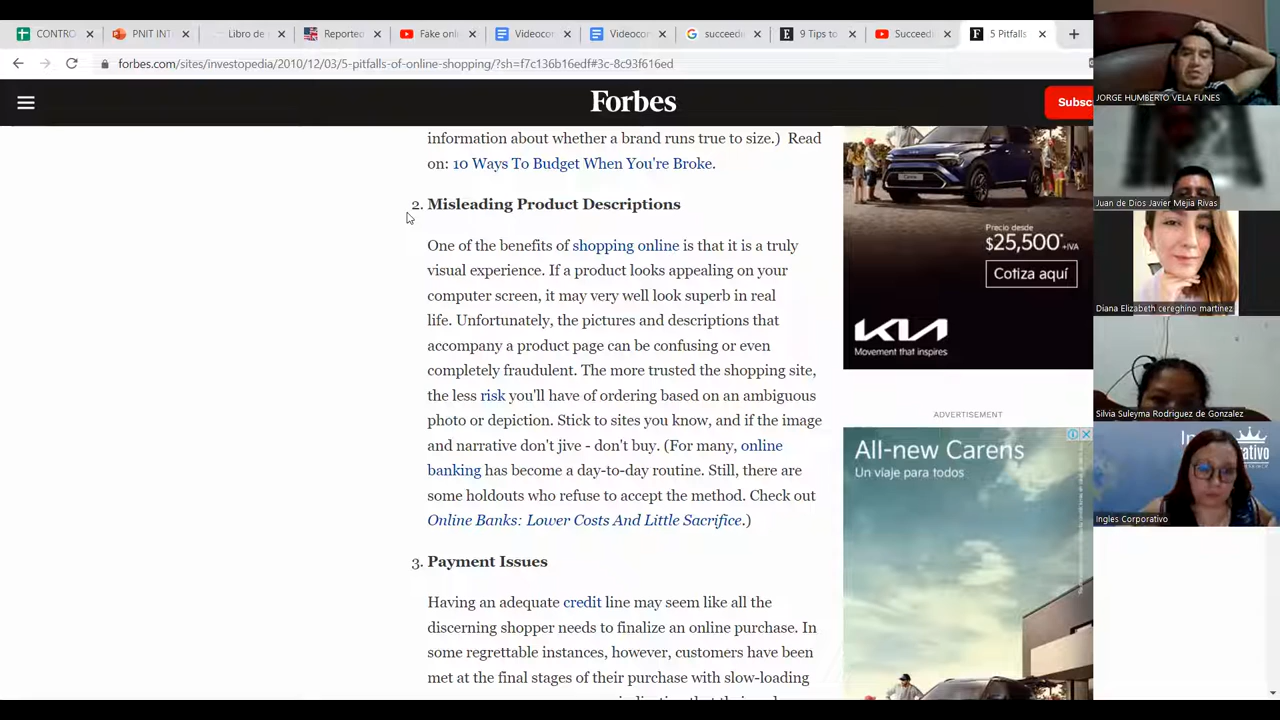 CONTRO
PNIT INT
Libro de
Reporteo
Fake onl
Videocor
Videocor
succeedu
9 Tips to
Succeedi
5 Pitfalls
forbes.com/sites/investopedia/2010/12/03/5-pitfalls-of-online-shopping/?sh=f7c136b16edf#3c-8c93f616ed
Forbes
Subsc
information about whether a brand runs true to size.) Read
on: 10 Ways To Budget When You're Broke.
2. Misleading Product Descriptions
One of the benefits of shopping online is that it is a truly
visual experience. If a product looks appealing on your
computer screen, it may very well look superb in real
life. Unfortunately, the pictures and descriptions that
accompany a product page can be confusing or even
completely fraudulent. The more trusted the shopping site,
the less risk you'll have of ordering based on an ambiguous
photo or depiction. Stick to sites you know, and if the image
and narrative don't jive - don't buy. (For many, online
banking has become a day-to-day routine. Still, there are
some holdouts who refuse to accept the method. Check out
Online Banks: Lower Costs And Little Sacrifice.)
3. Payment Issues
Having an adequate credit line may seem like all the
discerning shopper needs to finalize an online purchase. In
some regrettable instances, however, customers have been
met at the final stages of their purchase with slow-loading
Precio desde
$25,500* +IVA
Cotiza aquí
KIA
Movement that inspires
ADVERTISEMENT
All-new Carens
Un viaje para todos
JORGE HUMBERTO VELA FUNES
Juan de Dios Javier Mejia Rivas
Diana Elizabeth cereghino martinez
Silvia Suleyma Rodriguez de Gonzalez
Ingles Corporativo